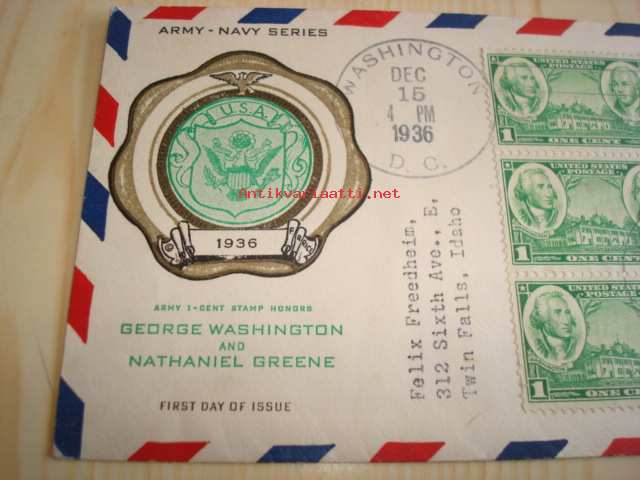 ARMY - NAVY SERIES
U.S.A.
1936
ARMY 1-CENT STAMP HONORS
GEORGE WASHINGTON
AND
NATHANIEL GREENE
FIRST DAY OF ISSUE
WASHINGTON
DEC
15
4 PM
1936
D. C.
Felix Freedheim,
312 Sixth Ave., E,
Twin Falls, Idaho
UNITED STATES
POSTAGE
1 ONE CENT
UNITED STATES
POSTAGE
1 ONE CENT
UNITED STATES
POSTAGE
1 ONE CENT
Antikvariaatti.net